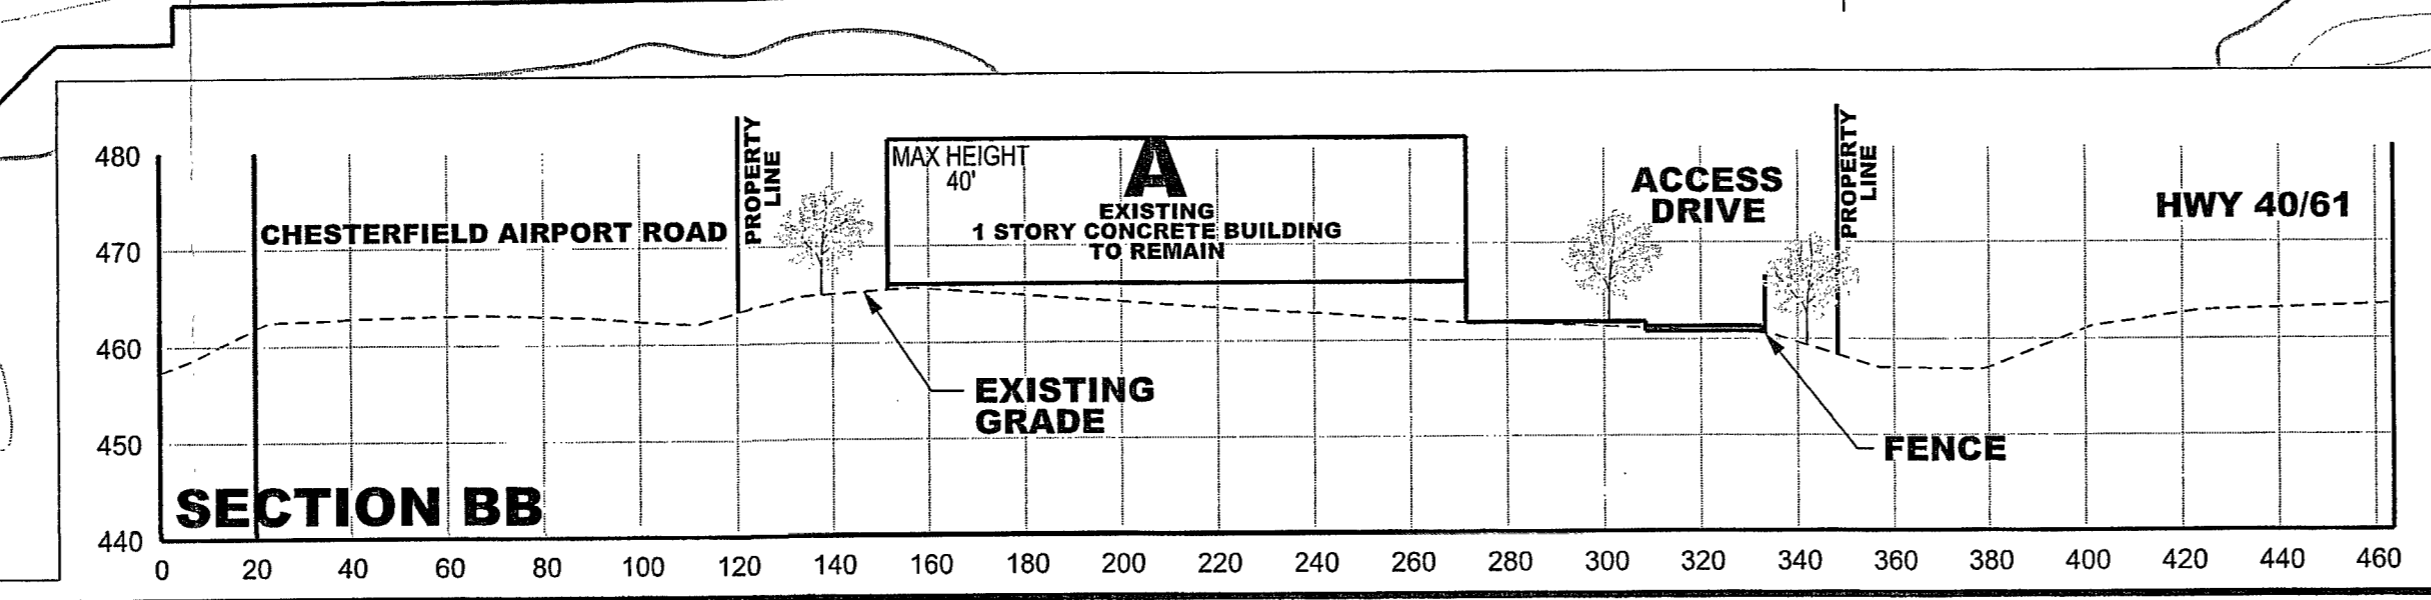 PROPERTY
LINE
MAX HEIGHT
40'
A
EXISTING
1 STORY CONCRETE BUILDING
TO REMAIN
ACCESS
DRIVE
PROPERTY
LINE
HWY 40/61
CHESTERFIELD AIRPORT ROAD
480
470
460
450
440
EXISTING
GRADE
FENCE
SECTION BB
0 20 40 60 80 100 120 140 160 180 200 220 240 260 280 300 320 340 360 380 400 420 440 460